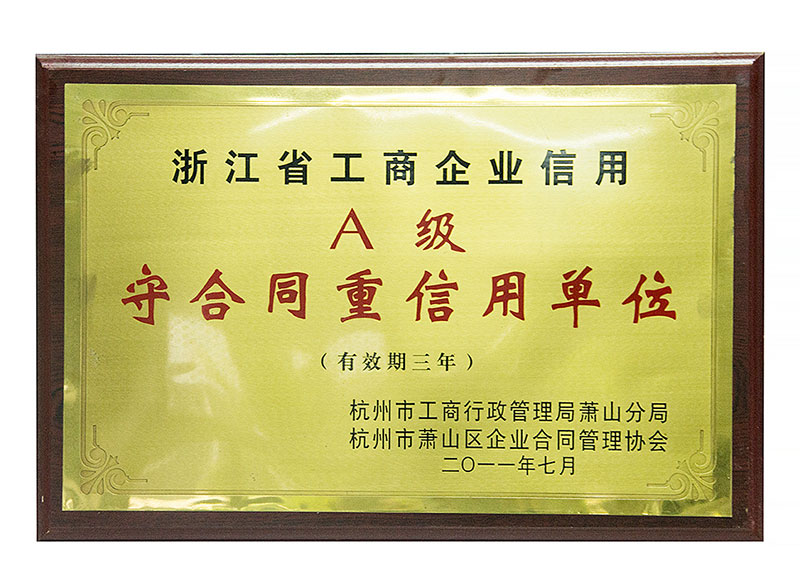 浙江省工商企业信用
A级
守合同重信用单位
（有效期三年）
杭州市工商行政管理局萧山分局
杭州市萧山区企业合同管理协会
二〇一一年七月